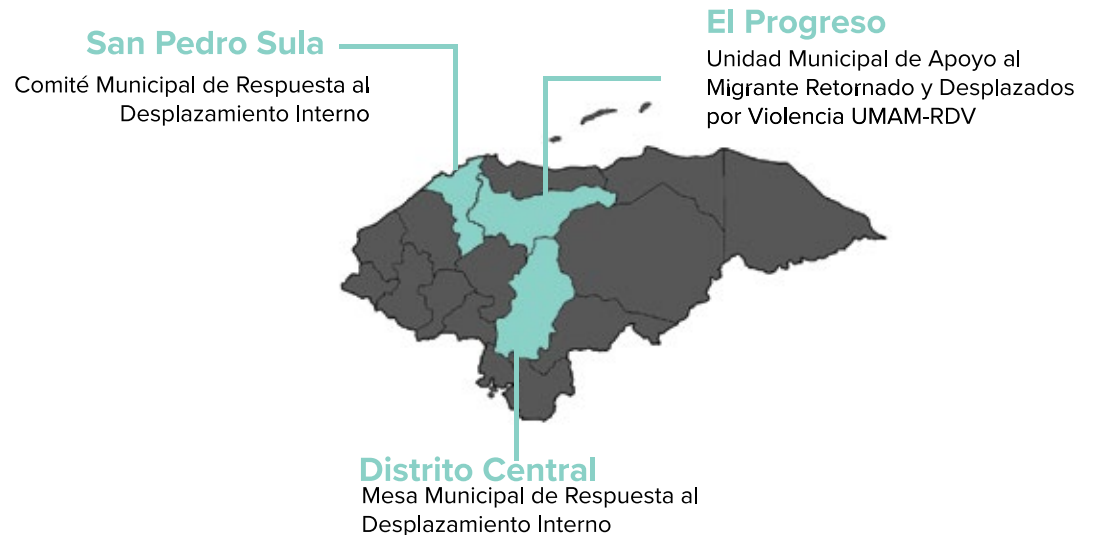 San Pedro Sula
Comité Municipal de Respuesta al
Desplazamiento Interno
El Progreso
Unidad Municipal de Apoyo al
Migrante Retornado y Desplazados
por Violencia UMAM-RDV
Distrito Central
Mesa Municipal de Respuesta al
Desplazamiento Interno